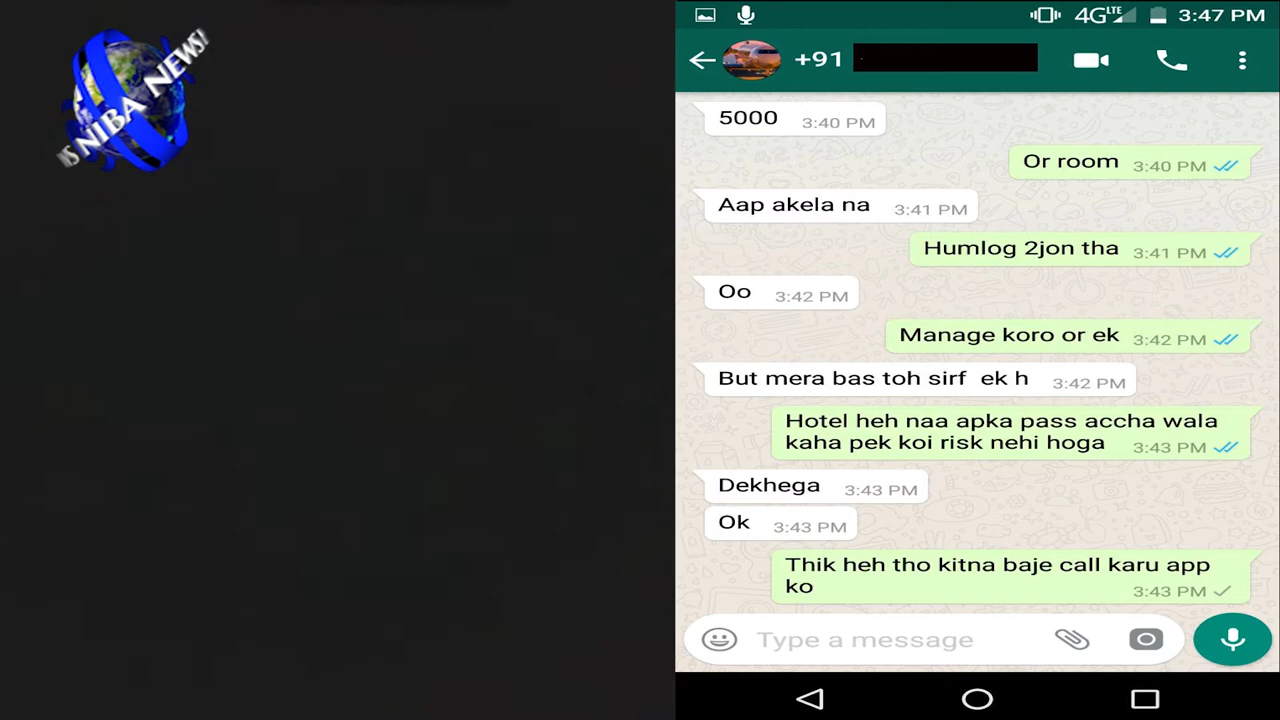 NIBA NEWS
4G LTE 3:47 PM
+91
5000 3:40 PM
Or room 3:40 PM
Aap akela na 3:41 PM
Humlog 2jon tha 3:41 PM
Oo 3:42 PM
Manage koro or ek 3:42 PM
But mera bas toh sirf ek h 3:42 PM
Hotel heh naa apka pass accha wala
kaha pek koi risk nehi hoga 3:43 PM
Dekhega 3:43 PM
Ok 3:43 PM
Thik heh tho kitna baje call karu app
ko 3:43 PM
Type a message